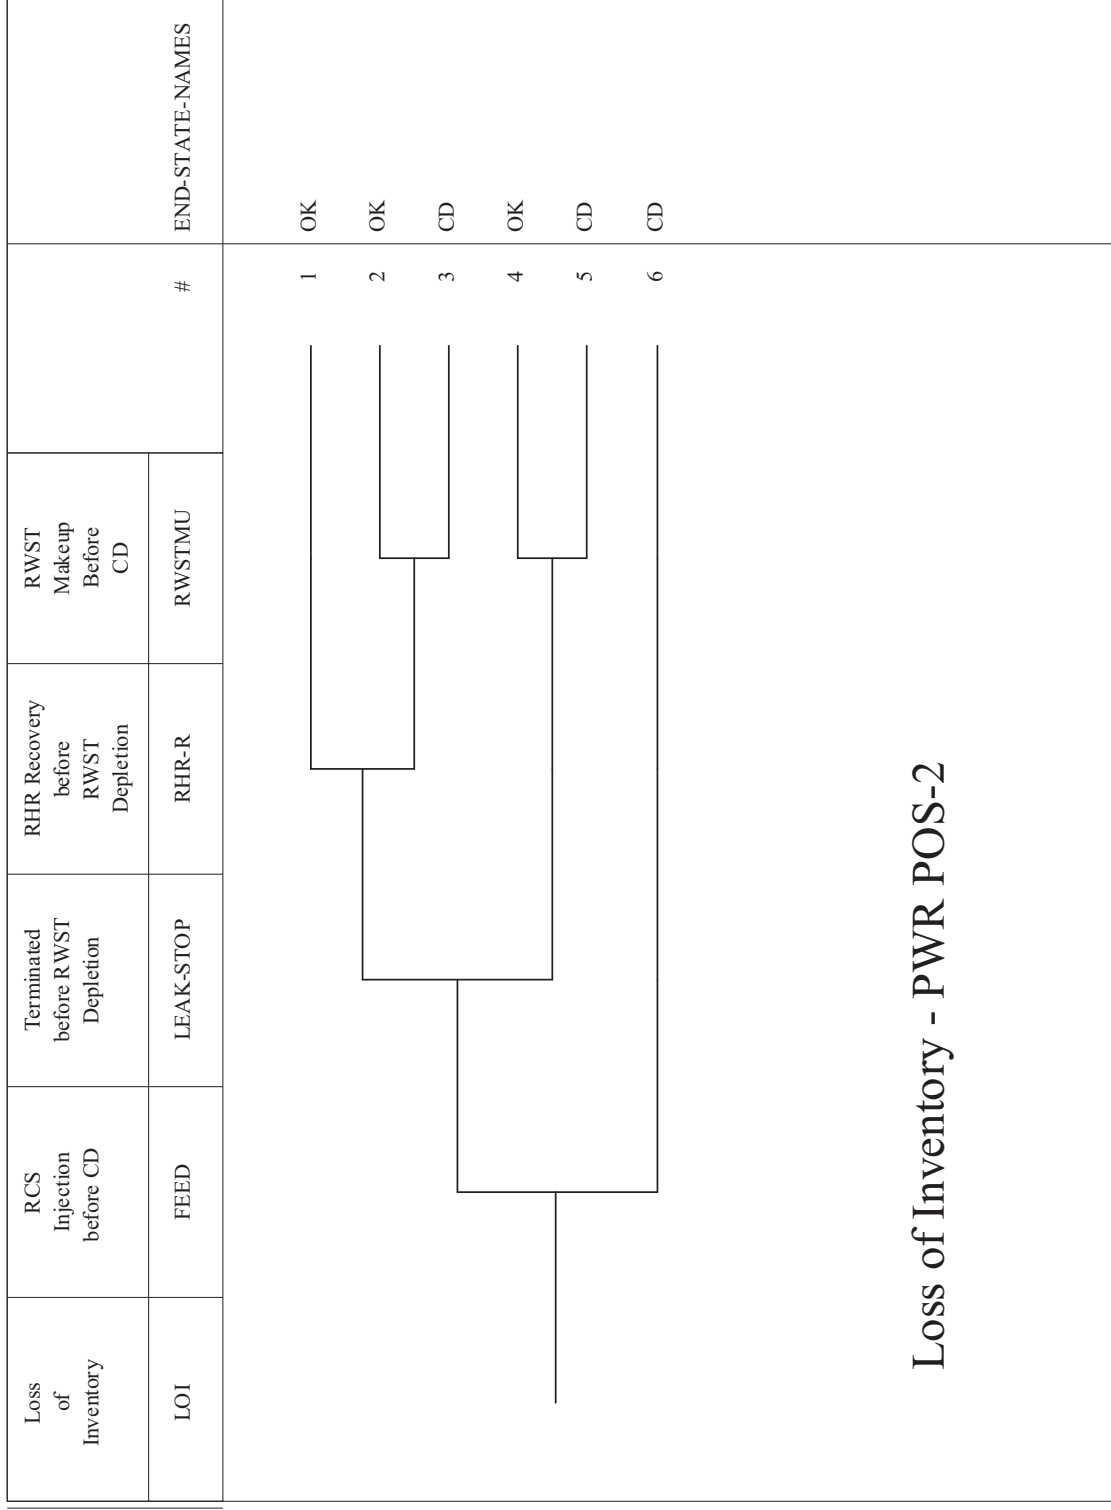 Loss
of
Inventory
RCS
Injection
before CD
Terminated
before RWST
Depletion
RHR Recovery
before
RWST
Depletion
RWST
Makeup
Before
CD
LOI
FEED
LEAK-STOP
RHR-R
RWSTMU
#
END-STATE-NAMES
1 OK
2 OK
3 CD
4 OK
5 CD
6 CD
Loss of Inventory - PWR POS-2